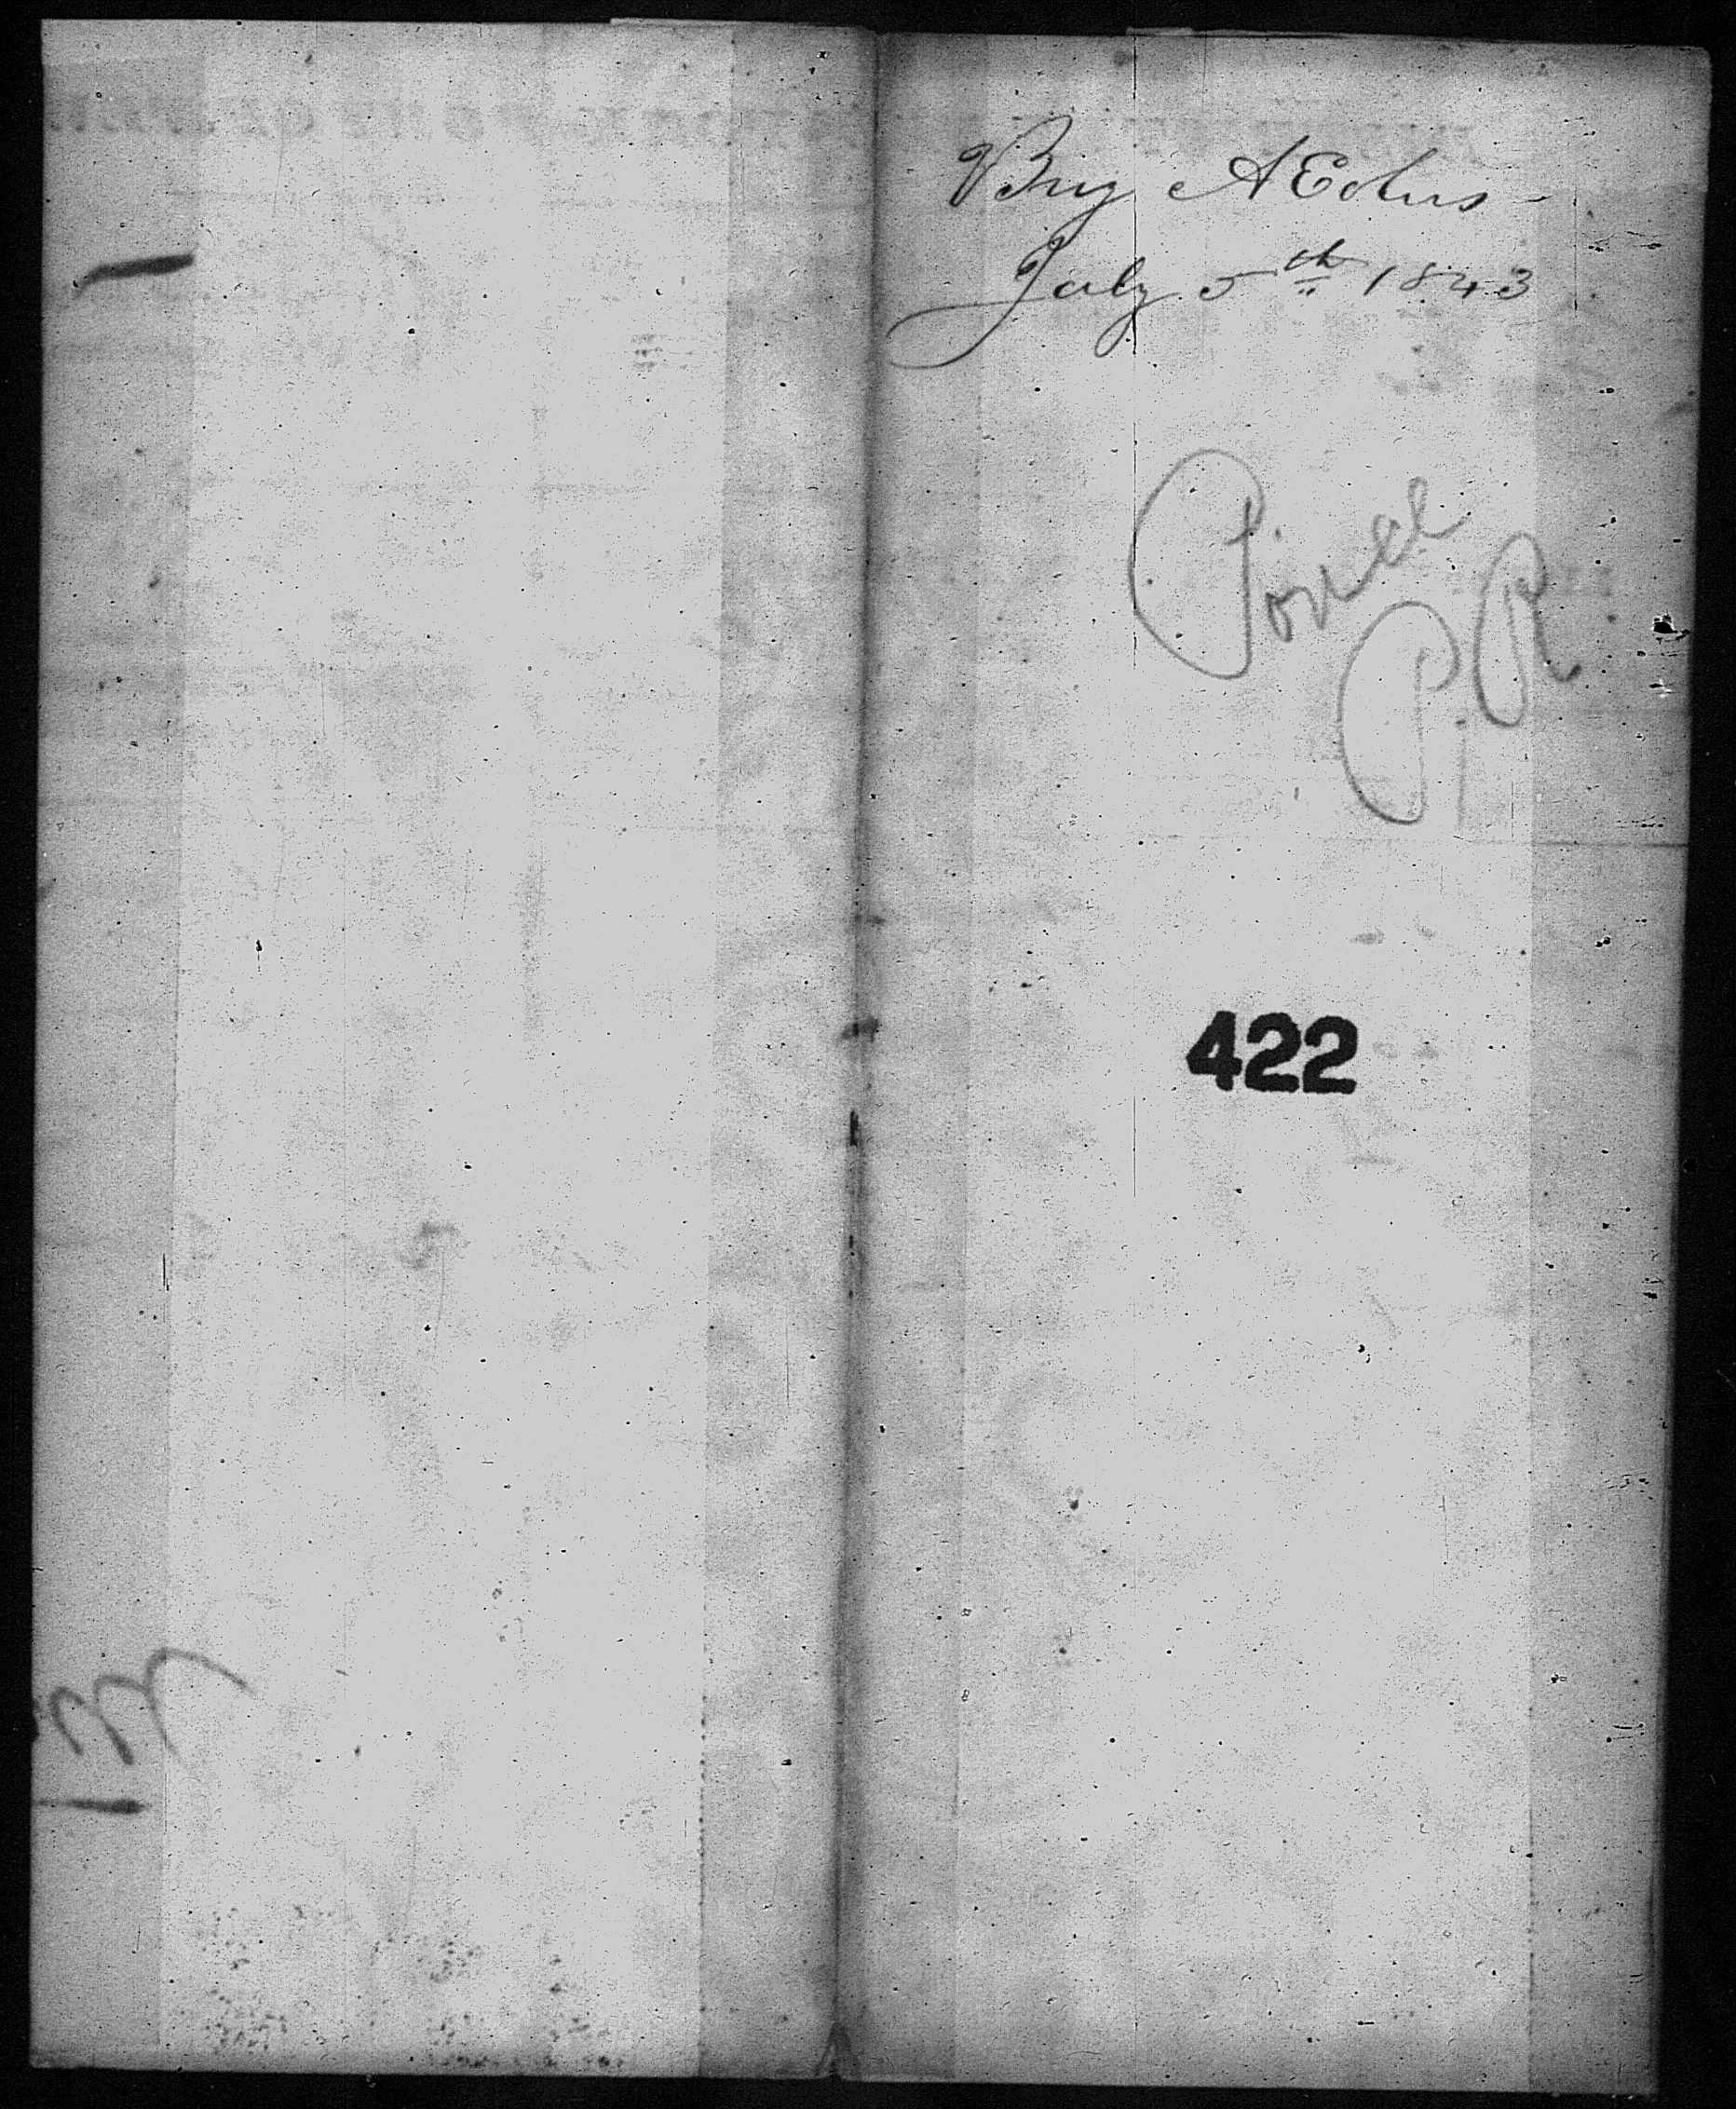 Brig AEolus
July 5th 1843
Ponce
P. R
422